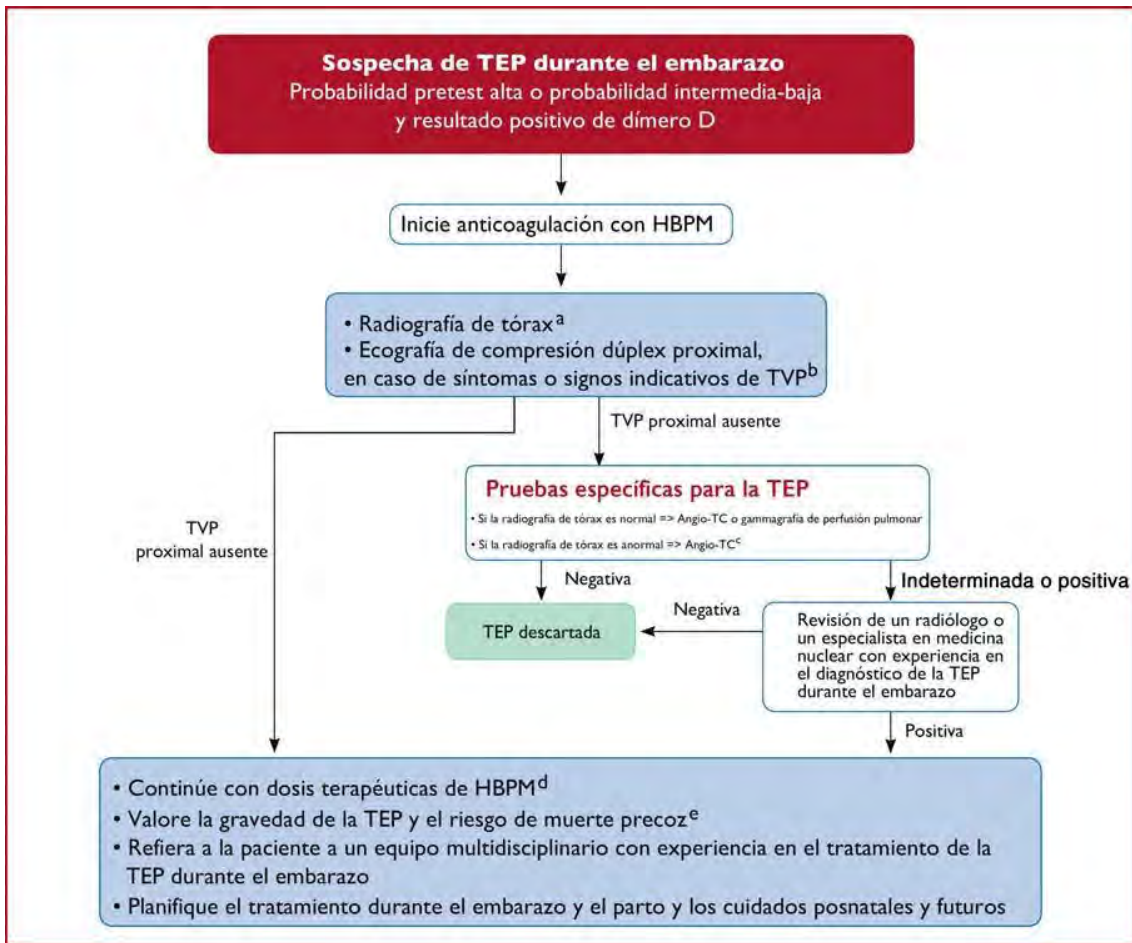 Sospecha de TEP durante el embarazo
Probabilidad pretest alta o probabilidad intermedia-baja
y resultado positivo de dímero D
Inicie anticoagulación con HBPM
• Radiografía de tórax a
• Ecografía de compresión dúplex proximal,
en caso de síntomas o signos indicativos de TVP b
TVP proximal ausente
Pruebas específicas para la TEP
• Si la radiografía de tórax es normal => Angio-TC o gammagrafía de perfusión pulmonar
• Si la radiografía de tórax es anormal => Angio-TC c
TVP
proximal ausente
Negativa
Indeterminada o positiva
TEP descartada
Negativa
Revisión de un radiólogo o
un especialista en medicina
nuclear con experiencia en
el diagnóstico de la TEP
durante el embarazo
Positiva
• Continúe con dosis terapéuticas de HBPM d
• Valore la gravedad de la TEP y el riesgo de muerte precoz e
• Refiera a la paciente a un equipo multidisciplinario con experiencia en el tratamiento de la
TEP durante el embarazo
• Planifique el tratamiento durante el embarazo y el parto y los cuidados posnatales y futuros